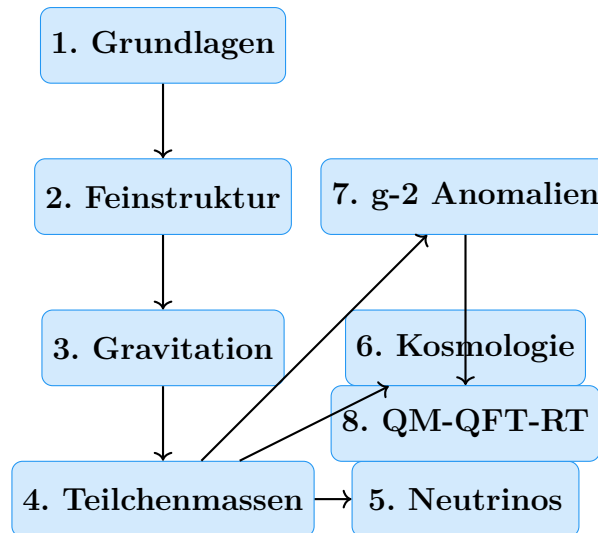 1. Grundlagen
2. Feinstruktur
7. g-2 Anomalien
3. Gravitation
6. Kosmologie
8. QM-QFT-RT
4. Teilchenmassen
5. Neutrinos